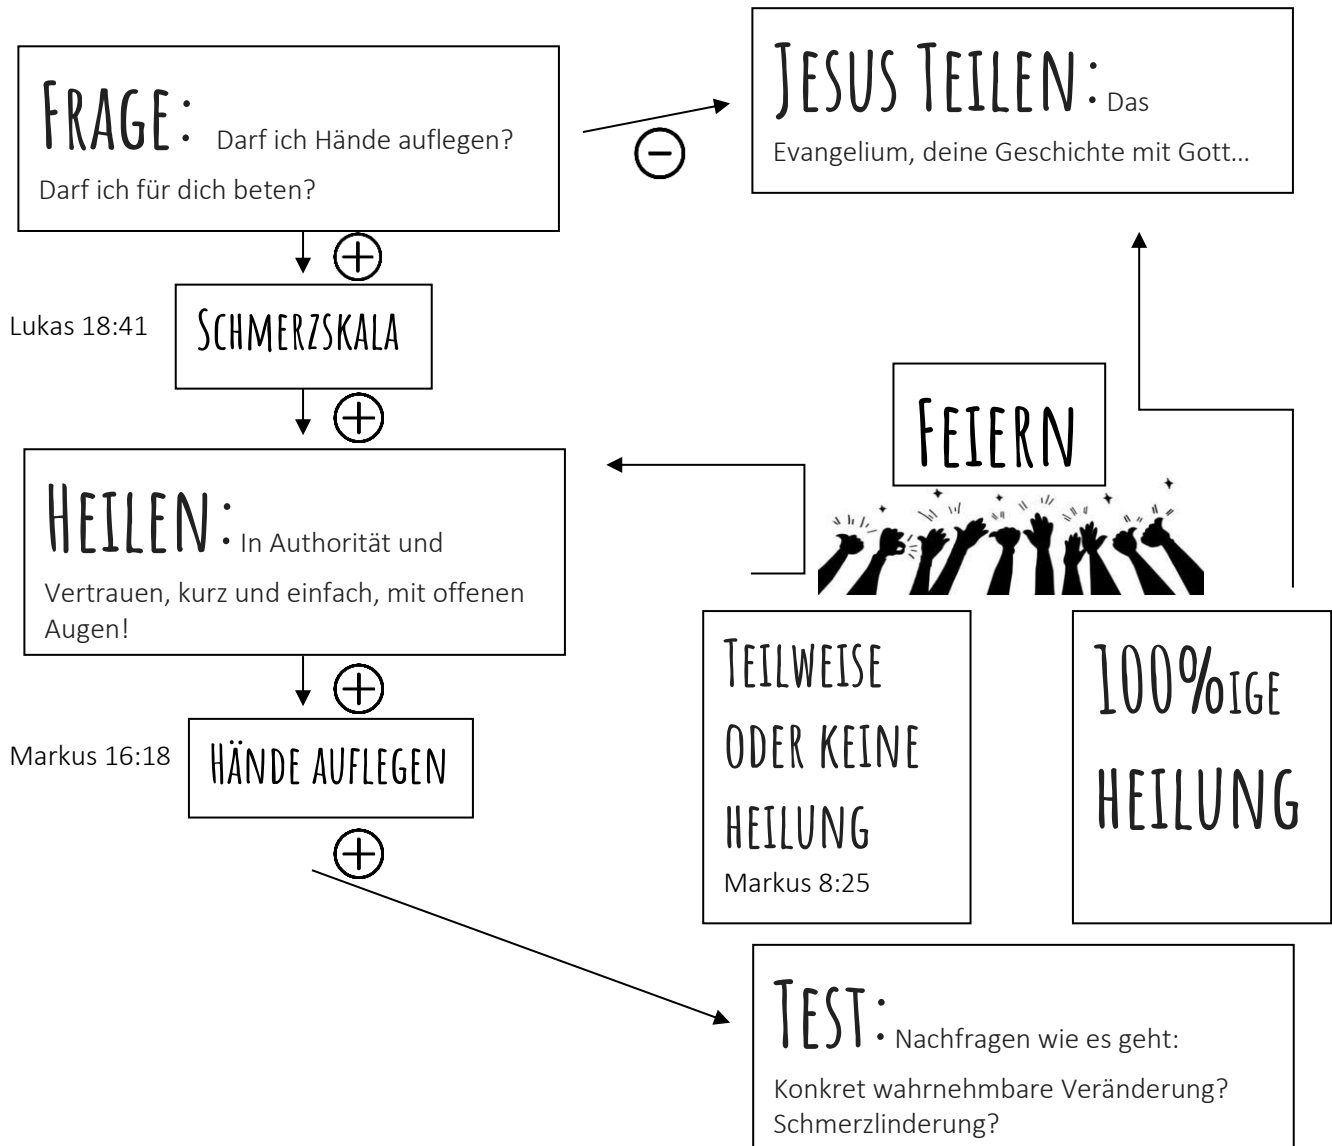 FRAGE: Darf ich Hände auflegen?
Darf ich für dich beten?
JESUS TEILEN: Das
Evangelium, deine Geschichte mit Gott...
Lukas 18:41
SCHMERZSKALA
HEILEN: In Authorität und
Vertrauen, kurz und einfach, mit offenen
Augen!
Markus 16:18
HÄNDE AUFLEGEN
FEIERN
TEILWEISE
ODER KEINE
HEILUNG
Markus 8:25
100%IGE
HEILUNG
TEST: Nachfragen wie es geht:
Konkret wahrnehmbare Veränderung?
Schmerzlinderung?